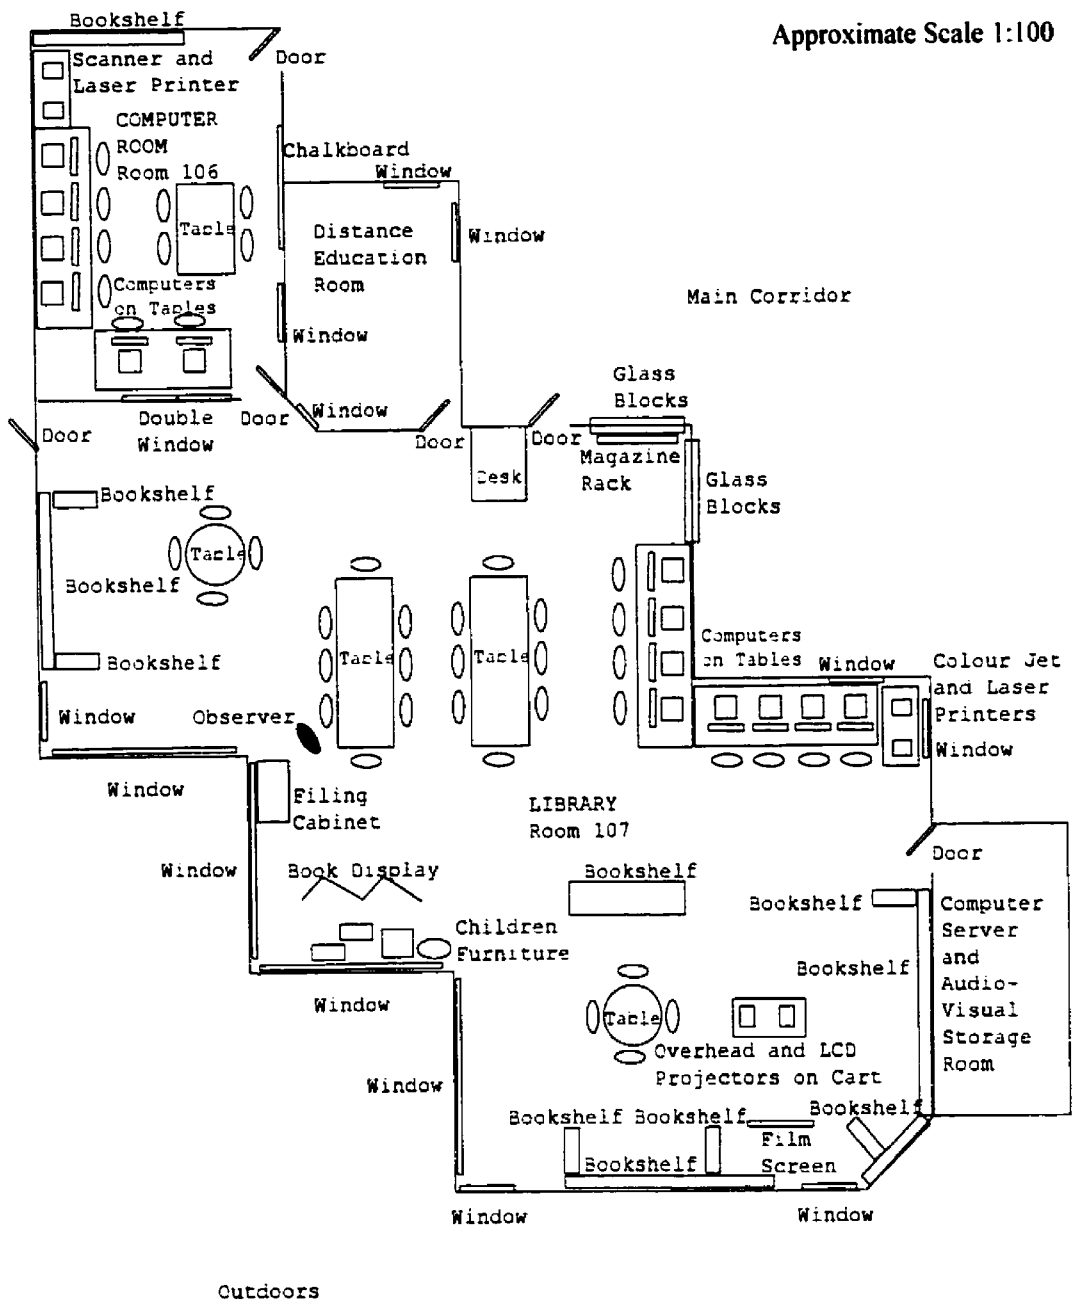 Bookshelf
Approximate Scale 1:100
Door
Scanner and
Laser Printer
COMPUTER
ROOM
Room 106
Chalkboard
Window
Table
Distance
Education
Room
Window
Main Corridor
Computers
on Tables
Window
Glass
Blocks
Double
Window
Door
Window
Door
Door
Door
Magazine
Rack
Desk
Glass
Blocks
Bookshelf
Table
Bookshelf
Bookshelf
Table
Table
Computers
on Tables
Window
Colour Jet
and Laser
Printers
Window
Window
Observer
Window
Filing
Cabinet
LIBRARY
Room 107
Door
Window
Book Display
Bookshelf
Bookshelf
Computer
Server
and
Audio-
Visual
Storage
Room
Children
Furniture
Bookshelf
Window
Table
Overhead and LCD
Projectors on Cart
Window
Bookshelf
Bookshelf
Bookshelf
Film
Screen
Bookshelf
Window
Window
Outdoors